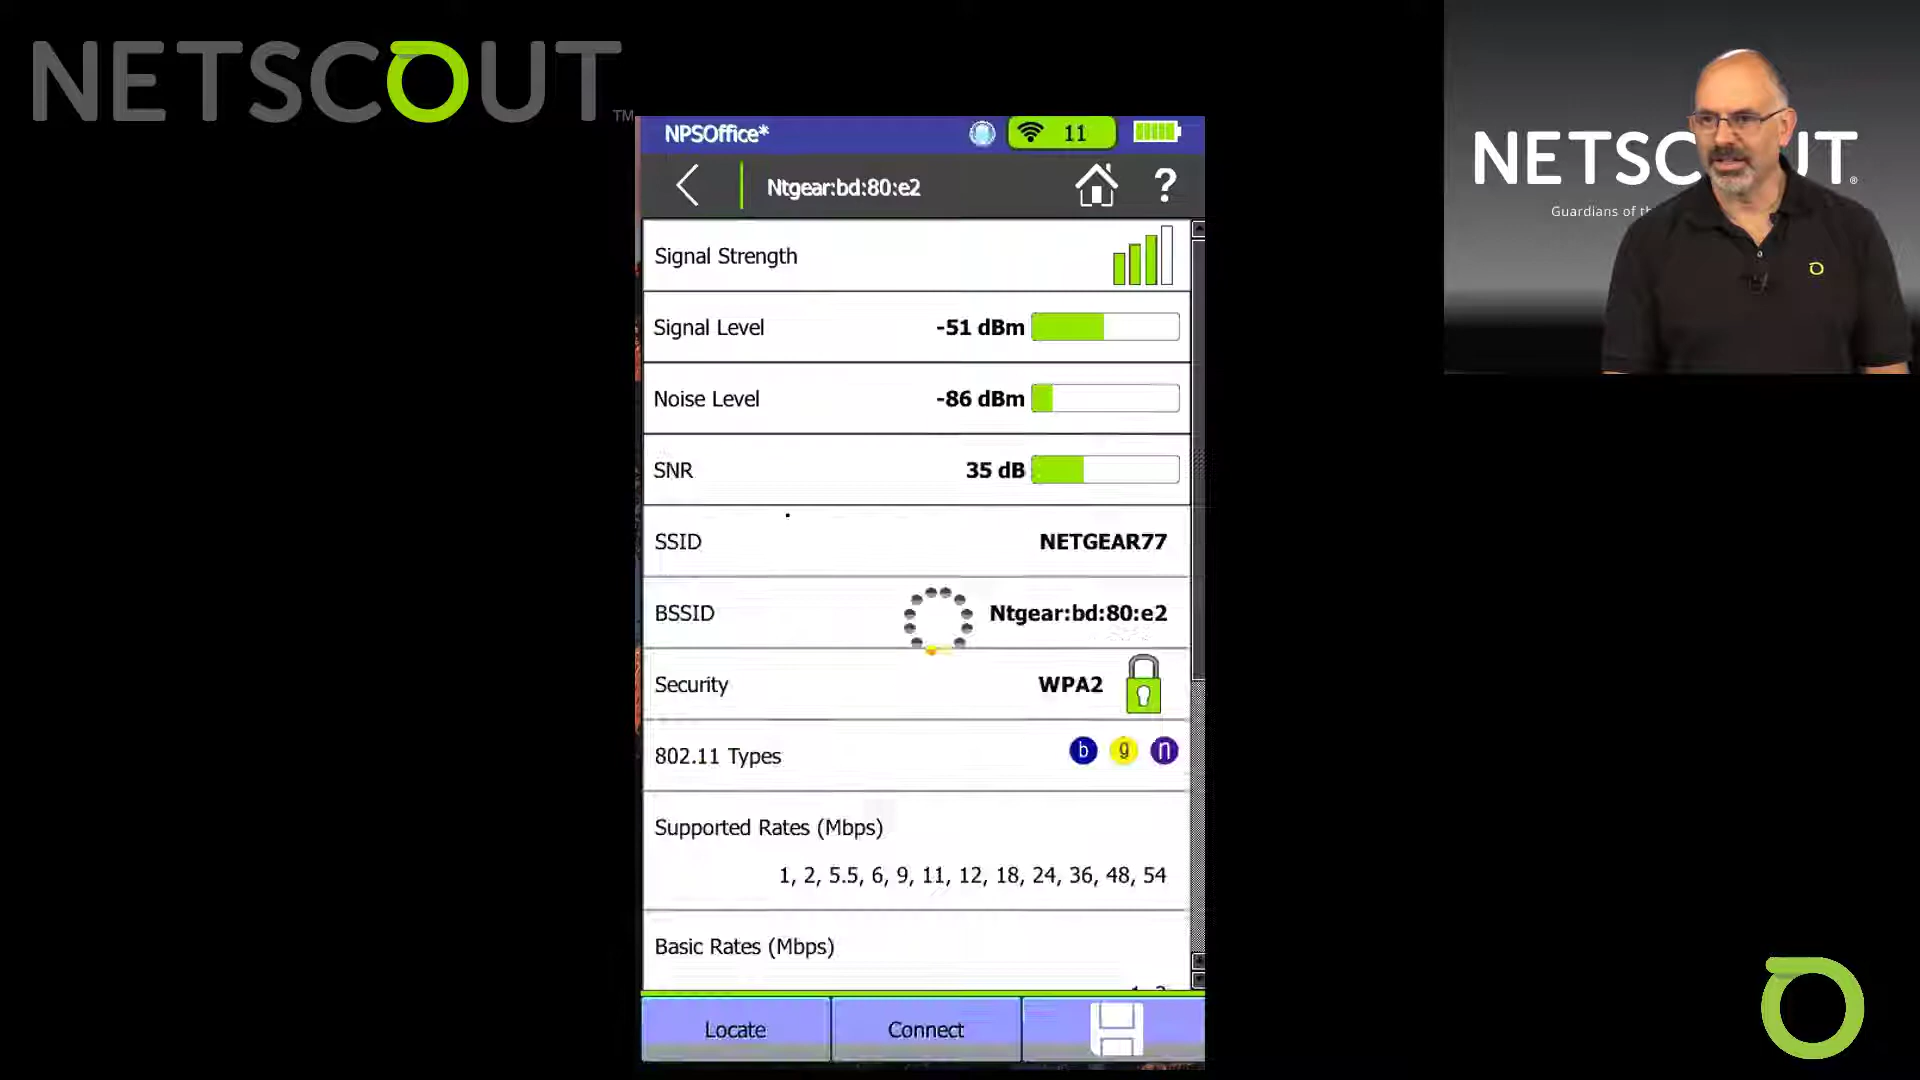 NETSCOUT™
NPSOffice*
11
Ntgear:bd:80:e2
?
Signal Strength
Signal Level -51 dBm
Noise Level -86 dBm
SNR 35 dB
SSID NETGEAR77
BSSID Ntgear:bd:80:e2
Security WPA2
802.11 Types b g n
Supported Rates (Mbps)
1, 2, 5.5, 6, 9, 11, 12, 18, 24, 36, 48, 54
Basic Rates (Mbps)
Locate Connect
NETSC UT®
Guardians of